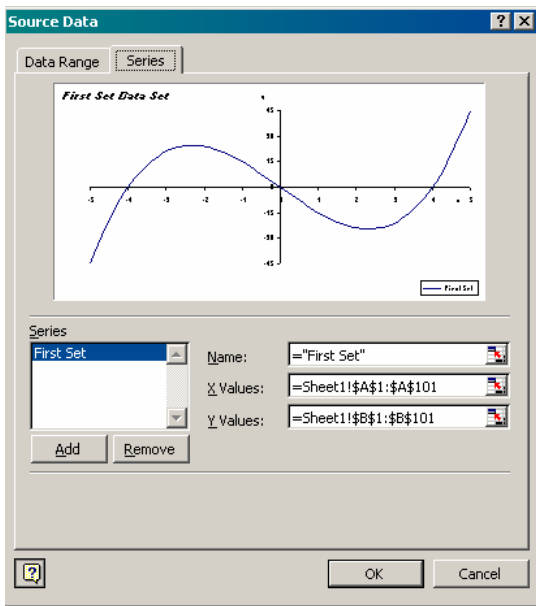 Source Data
Data Range Series
First Set Data Set
45
30
15
-5 -4 -3 -2 -1 1 2 3 4 5
-15
-30
-45
First Set
Series
First Set
Name: ="First Set"
X Values: =Sheet1!$A$1:$A$101
Y Values: =Sheet1!$B$1:$B$101
Add Remove
OK Cancel